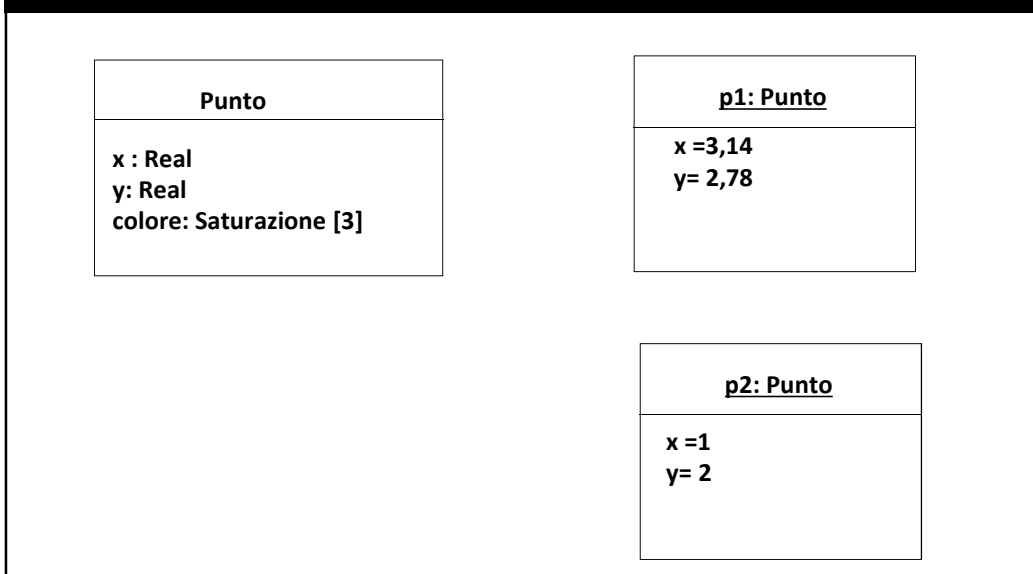 Punto
x : Real
y: Real
colore: Saturazione [3]
p1: Punto
x =3,14
y= 2,78
p2: Punto
x =1
y= 2